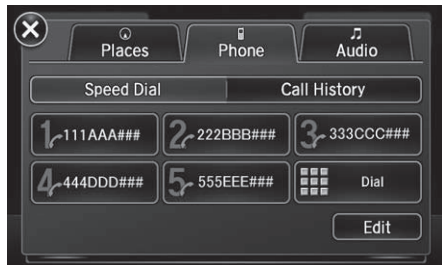 Places Phone Audio
Speed Dial Call History
1 111AAA### 2 222BBB### 3 333CCC###
4 444DDD### 5 555EEE### Dial
Edit